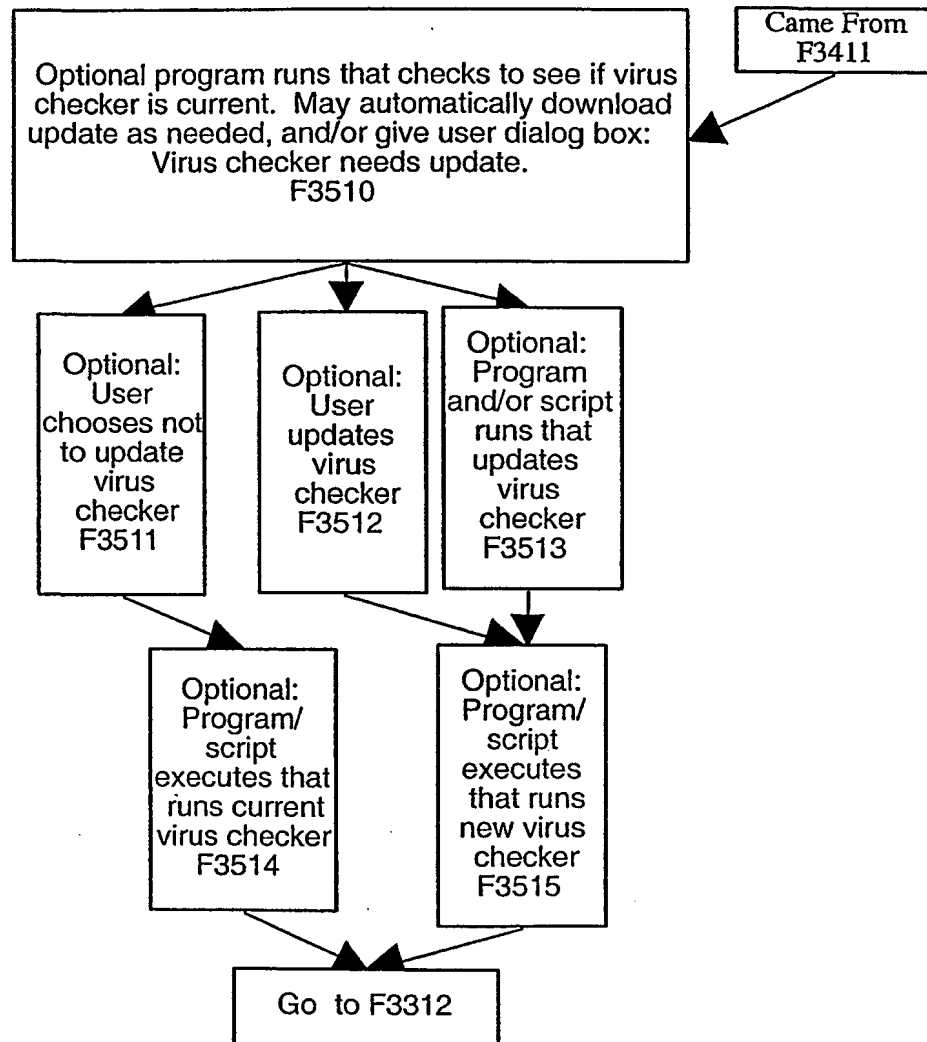 Came From
F3411
Optional program runs that checks to see if virus
checker is current. May automatically download
update as needed, and/or give user dialog box:
Virus checker needs update.
F3510
Optional:
User
chooses not
to update
virus
checker
F3511
Optional:
User
updates
virus
checker
F3512
Optional:
Program
and/or script
runs that
updates
virus
checker
F3513
Optional:
Program/
script
executes that
runs current
virus checker
F3514
Optional:
Program/
script
executes
that runs
new virus
checker
F3515
Go to F3312